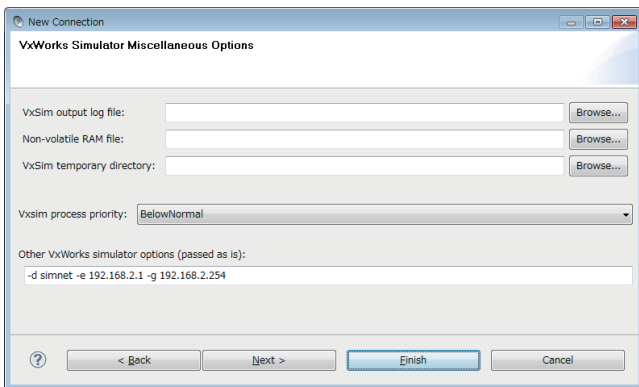 New Connection
VxWorks Simulator Miscellaneous Options
VxSim output log file: Browse...
Non-volatile RAM file: Browse...
VxSim temporary directory: Browse...
Vxsim process priority: BelowNormal
Other VxWorks simulator options (passed as is):
-d simnet -e 192.168.2.1 -g 192.168.2.254
? < Back Next > Finish Cancel